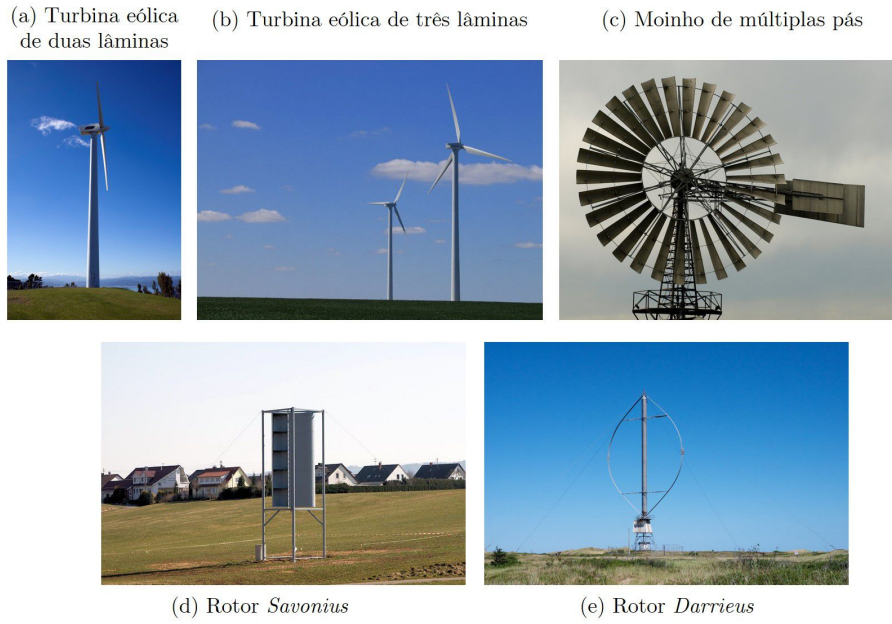 (a) Turbina eólica
de duas lâminas
(b) Turbina eólica de três lâminas
(c) Moinho de múltiplas pás
(d) Rotor Savonius
(e) Rotor Darrieus